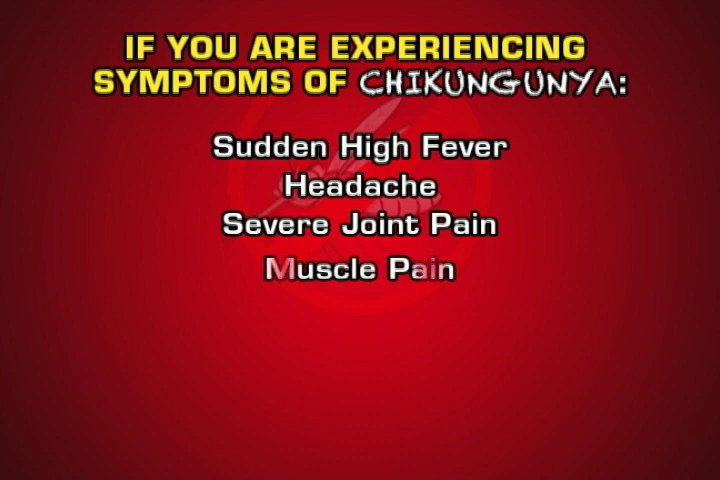 IF YOU ARE EXPERIENCING
SYMPTOMS OF CHIKUNGUNYA:
Sudden High Fever
Headache
Severe Joint Pain
Muscle Pain